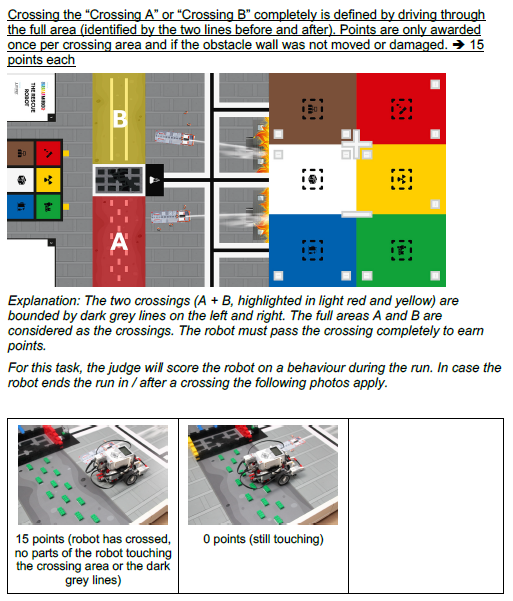 Crossing the “Crossing A” or “Crossing B” completely is defined by driving through
the full area (identified by the two lines before and after). Points are only awarded
once per crossing area and if the obstacle wall was not moved or damaged. ➔ 15
points each
THE RESCUE
ROBOT
B
A
Explanation: The two crossings (A + B, highlighted in light red and yellow) are
bounded by dark grey lines on the left and right. The full areas A and B are
considered as the crossings. The robot must pass the crossing completely to earn
points.
For this task, the judge will score the robot on a behaviour during the run. In case the
robot ends the run in / after a crossing the following photos apply.
15 points (robot has crossed,
no parts of the robot touching
the crossing area or the dark
grey lines)
0 points (still touching)